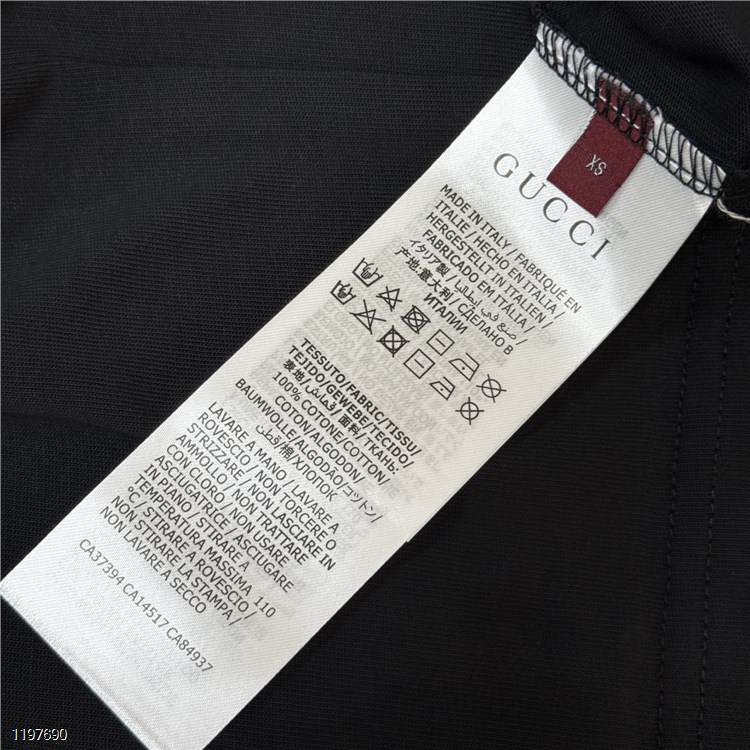 XS
GUCCI
MADE IN ITALY / FABRIQUÉ EN
ITALIE / HECHO EN ITALIA /
HERGESTELLT IN ITALIEN /
FABRICADO EM ITÁLIA /
イタリア製 / صنع في إيطاليا /
产地:意大利 / СДЕЛАНО В
ИТАЛИИ
TESSUTO/FABRIC/TISSU/
TEJIDO/GEWEBE/TECIDO/
表地/قماش/面料/ТКАНЬ:
100% COTONE/COTTON/
COTON/ALGODON/
BAUMWOLLE/ALGODÃO/コットン/
قطن/棉/ХЛОПОК
LAVARE A MANO / LAVARE A
ROVESCIO / NON TORCERE O
STRIZZARE / NON LASCIARE IN
AMMOLLO / NON TRATTARE
CON CLORO / NON USARE
ASCIUGATRICE / ASCIUGARE
IN PIANO / STIRARE A
TEMPERATURA MASSIMA 110
°C / STIRARE A ROVESCIO /
NON STIRARE LA STAMPA /
NON LAVARE A SECCO
CA37394 CA14517 CA84937
1197690